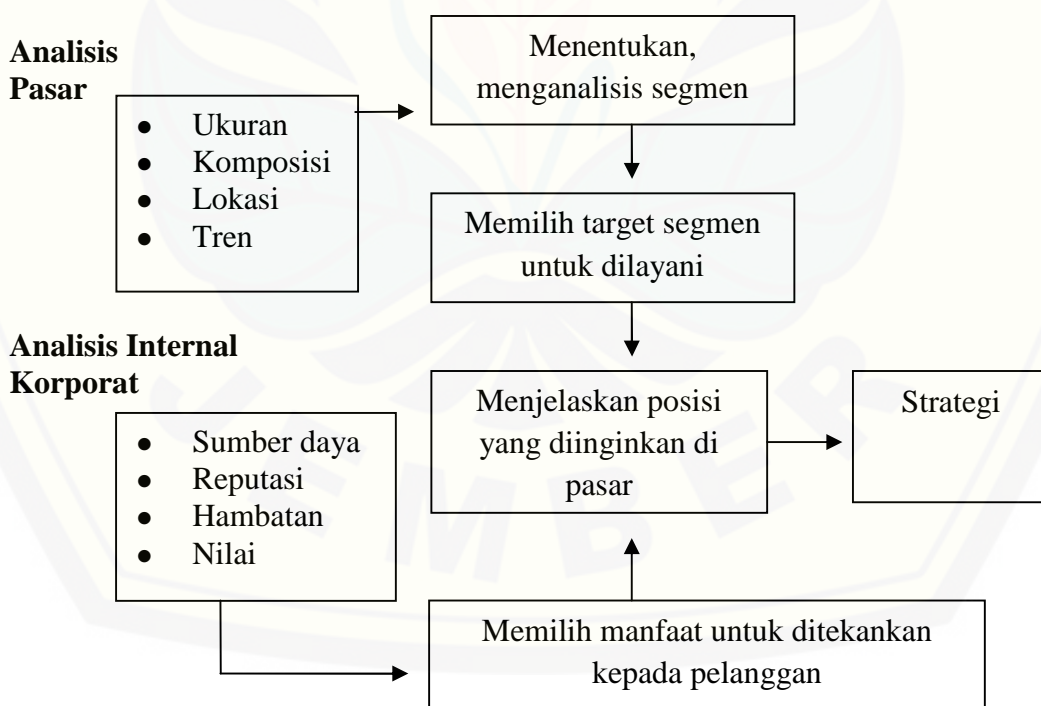 Analisis
Pasar
● Ukuran
● Komposisi
● Lokasi
● Tren
Menentukan,
menganalisis segmen
Memilih target segmen
untuk dilayani
Analisis Internal
Korporat
● Sumber daya
● Reputasi
● Hambatan
● Nilai
Menjelaskan posisi
yang diinginkan di
pasar
Strategi
Memilih manfaat untuk ditekankan
kepada pelanggan
JEMBER